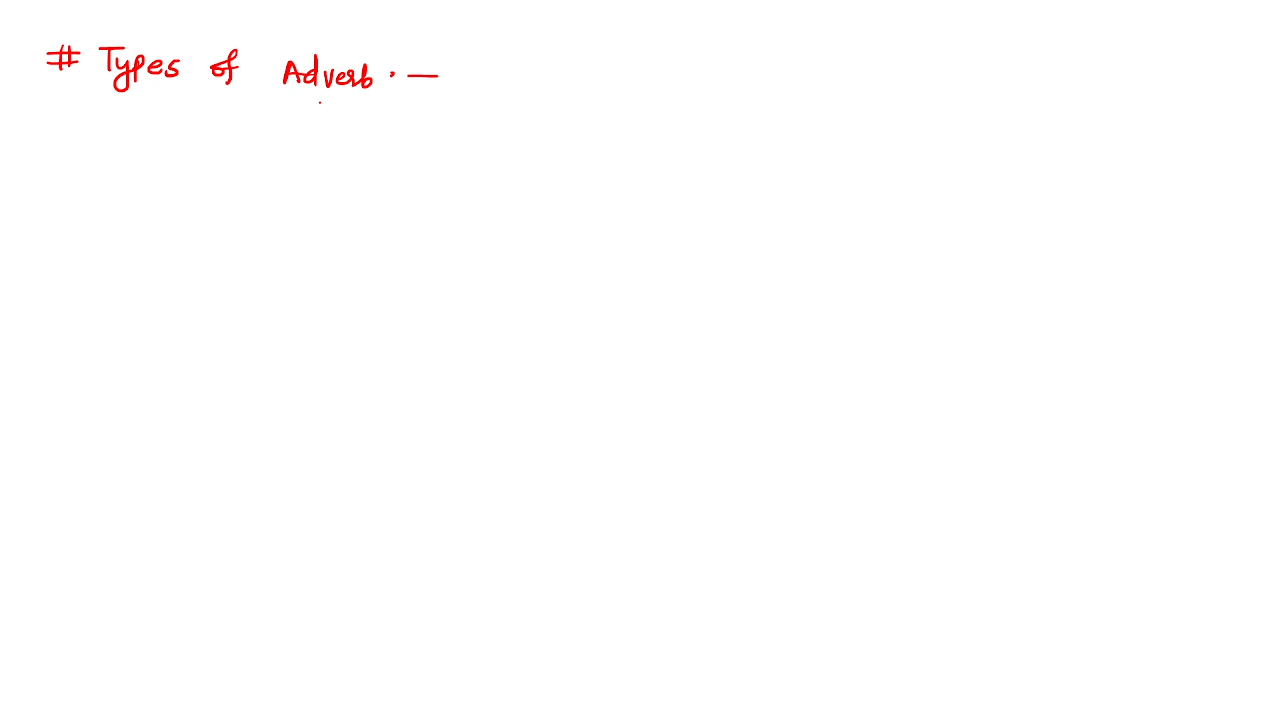 # Types of Adverb . —